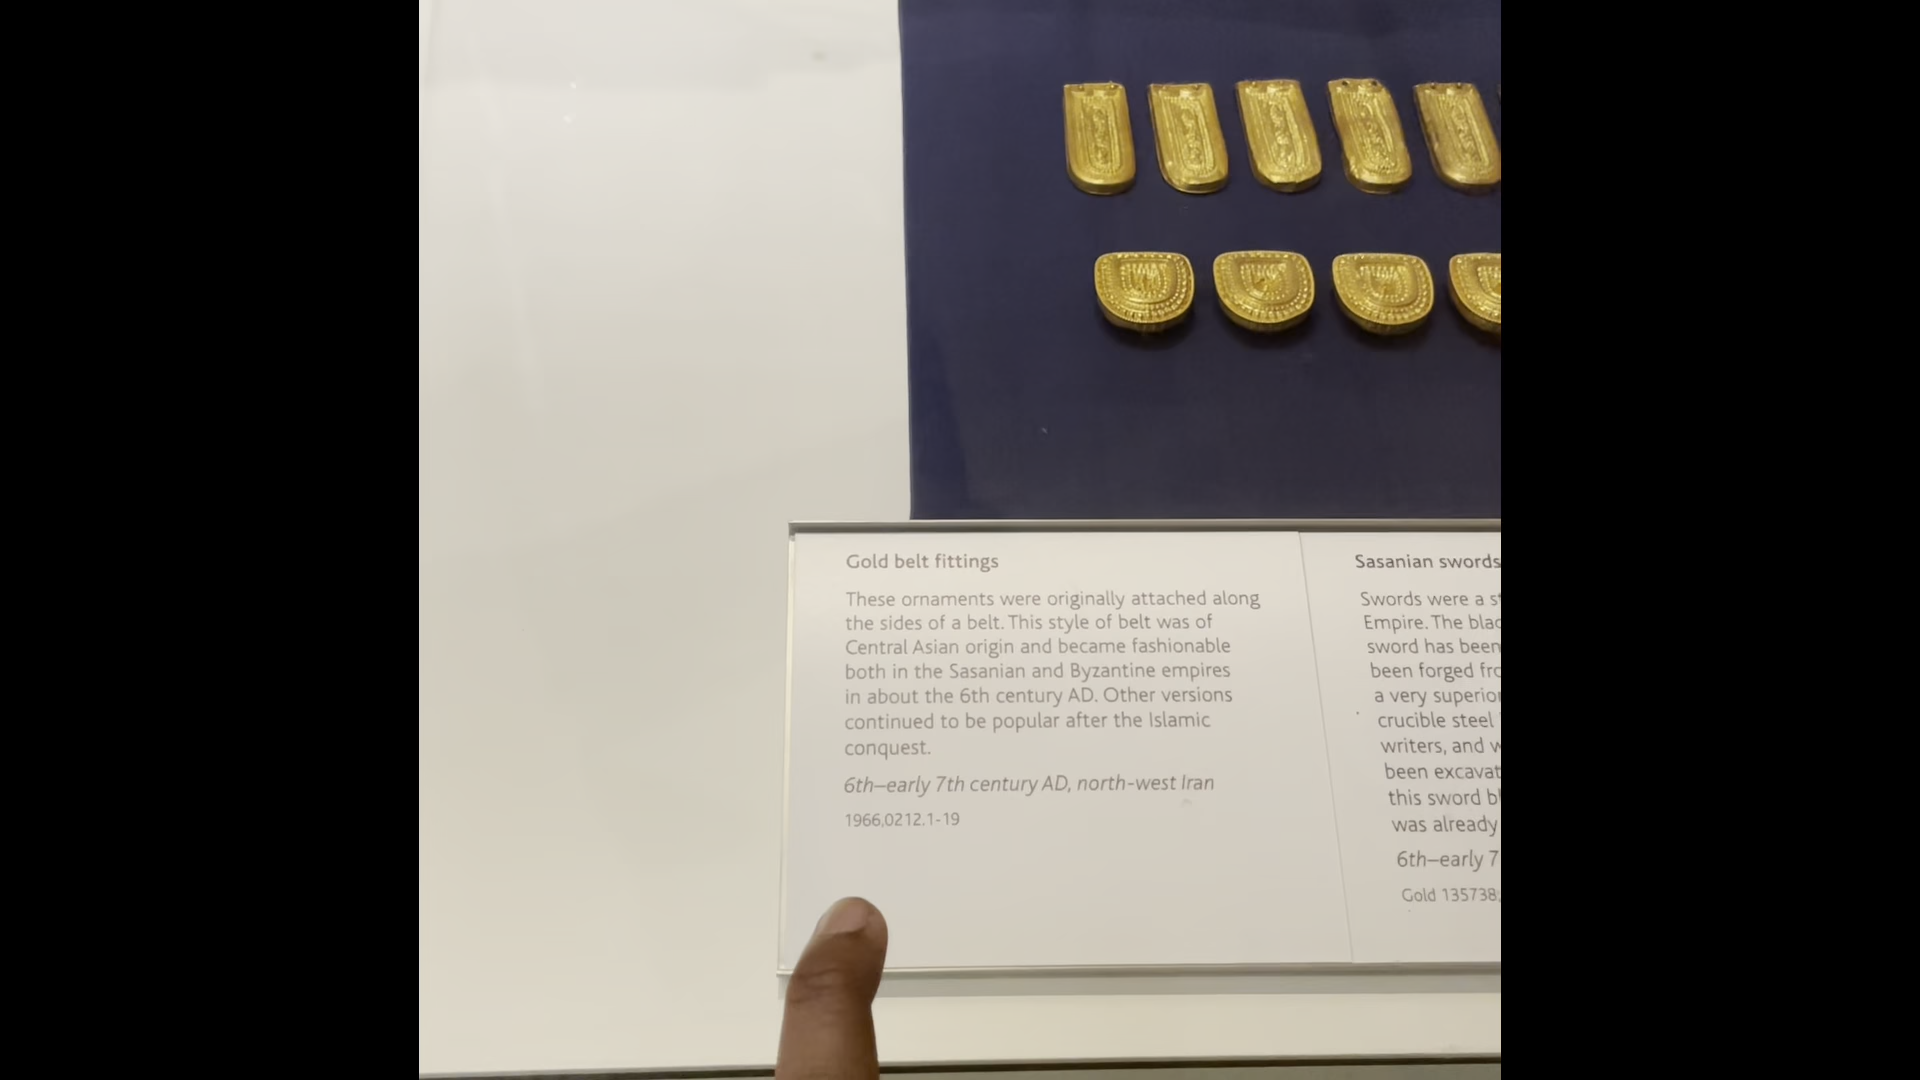 Gold belt fittings
These ornaments were originally attached along
the sides of a belt. This style of belt was of
Central Asian origin and became fashionable
both in the Sasanian and Byzantine empires
in about the 6th century AD. Other versions
continued to be popular after the Islamic
conquest.
6th–early 7th century AD, north-west Iran
1966,0212.1-19
Sasanian swords
Swords were a
Empire. The
sword has been
been forged
a very
crucible steel
writers, and
been
this sword
was already
6th–early 7
Gold 135738,